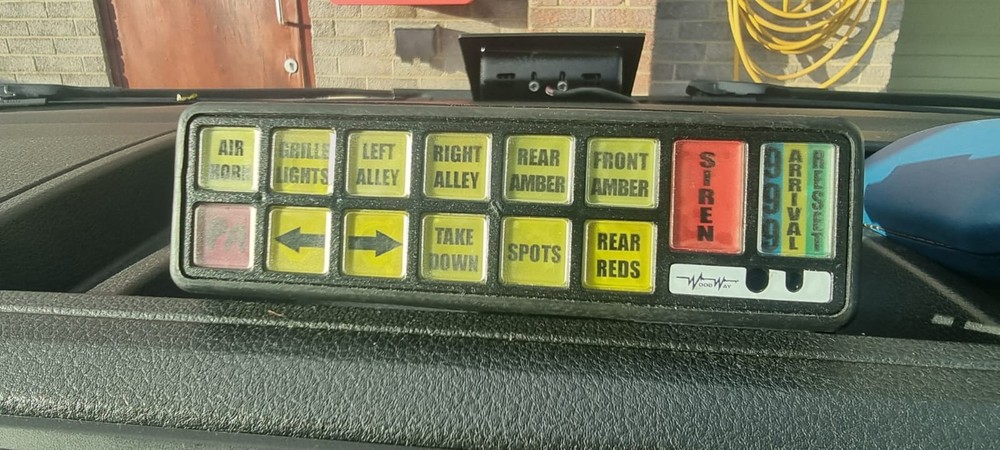 AIR
HORN
GRILLE
LIGHTS
LEFT
ALLEY
RIGHT
ALLEY
REAR
AMBER
FRONT
AMBER
SIREN
999
ARRIVAL
RESET
PA
TAKE
DOWN
SPOTS
REAR
REDS
WOODWAY